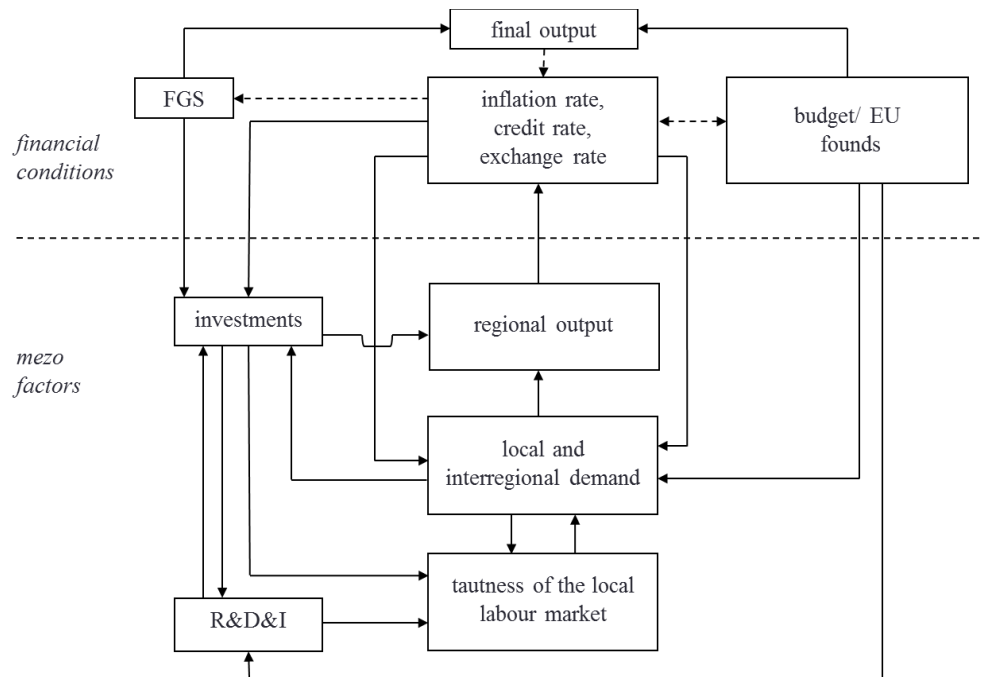 final output
FGS
inflation rate,
credit rate,
exchange rate
budget/ EU
founds
financial
conditions
investments
regional output
mezo
factors
local and
interregional demand
tautness of the local
labour market
R&D&I